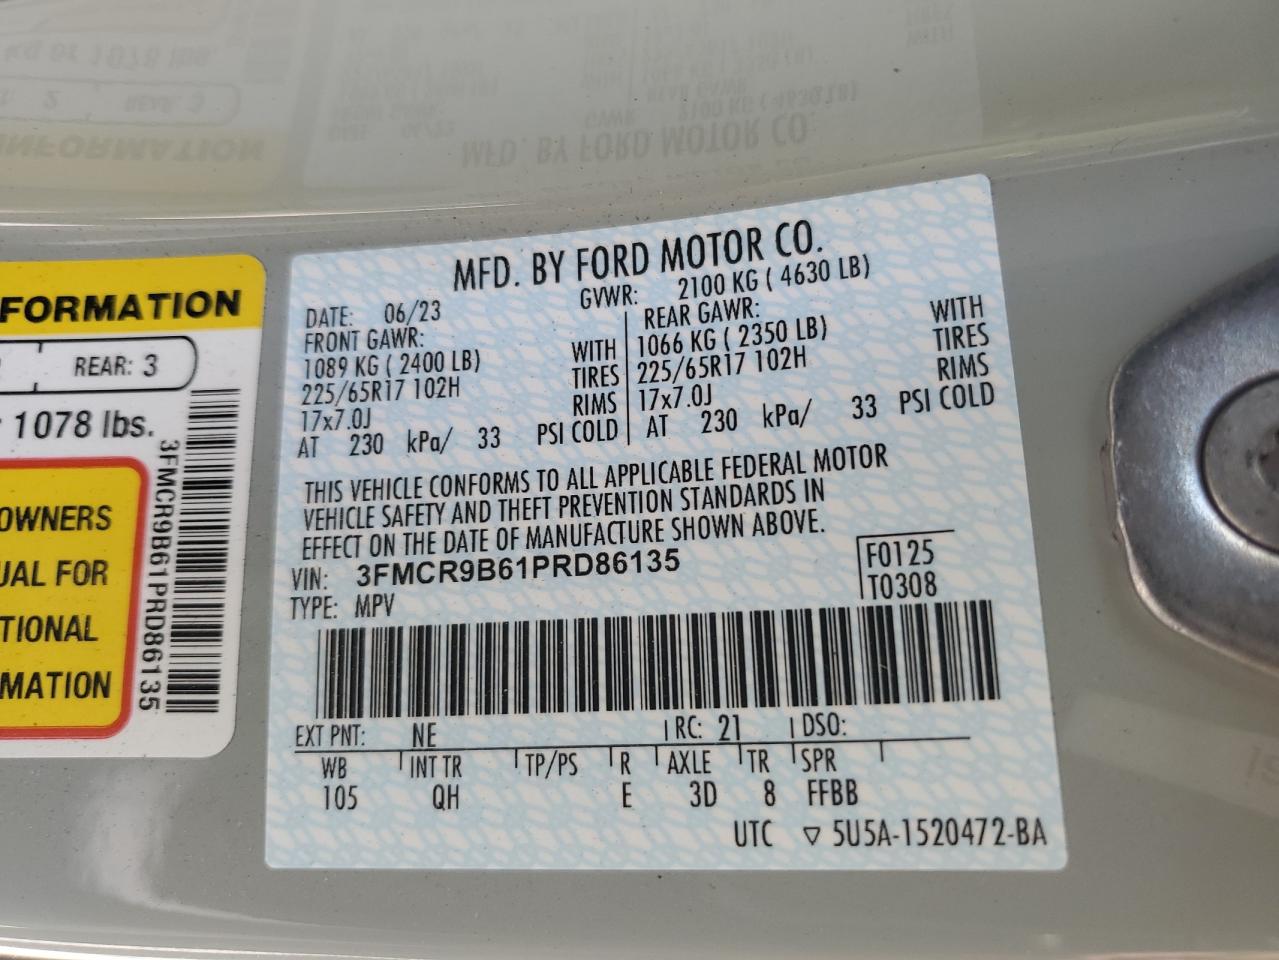 FORMATION
REAR: 3
1078 lbs.
OWNERS
UAL FOR
TIONAL
MATION
3FMCR9B61PRD86135
MFD. BY FORD MOTOR CO.
DATE: 06/23 GVWR: 2100 KG ( 4630 LB)
FRONT GAWR: REAR GAWR:
1089 KG ( 2400 LB) WITH 1066 KG ( 2350 LB) WITH
225/65R17 102H TIRES 225/65R17 102H TIRES
17x7.0J RIMS 17x7.0J RIMS
AT 230 kPa/ 33 PSI COLD AT 230 kPa/ 33 PSI COLD
THIS VEHICLE CONFORMS TO ALL APPLICABLE FEDERAL MOTOR
VEHICLE SAFETY AND THEFT PREVENTION STANDARDS IN
EFFECT ON THE DATE OF MANUFACTURE SHOWN ABOVE.
VIN: 3FMCR9B61PRD86135 F0125
TYPE: MPV T0308
EXT PNT: NE RC: 21 DSO:
WB INT TR TP/PS R AXLE TR SPR
105 QH E 3D 8 FFBB
UTC ▽ 5U5A-1520472-BA